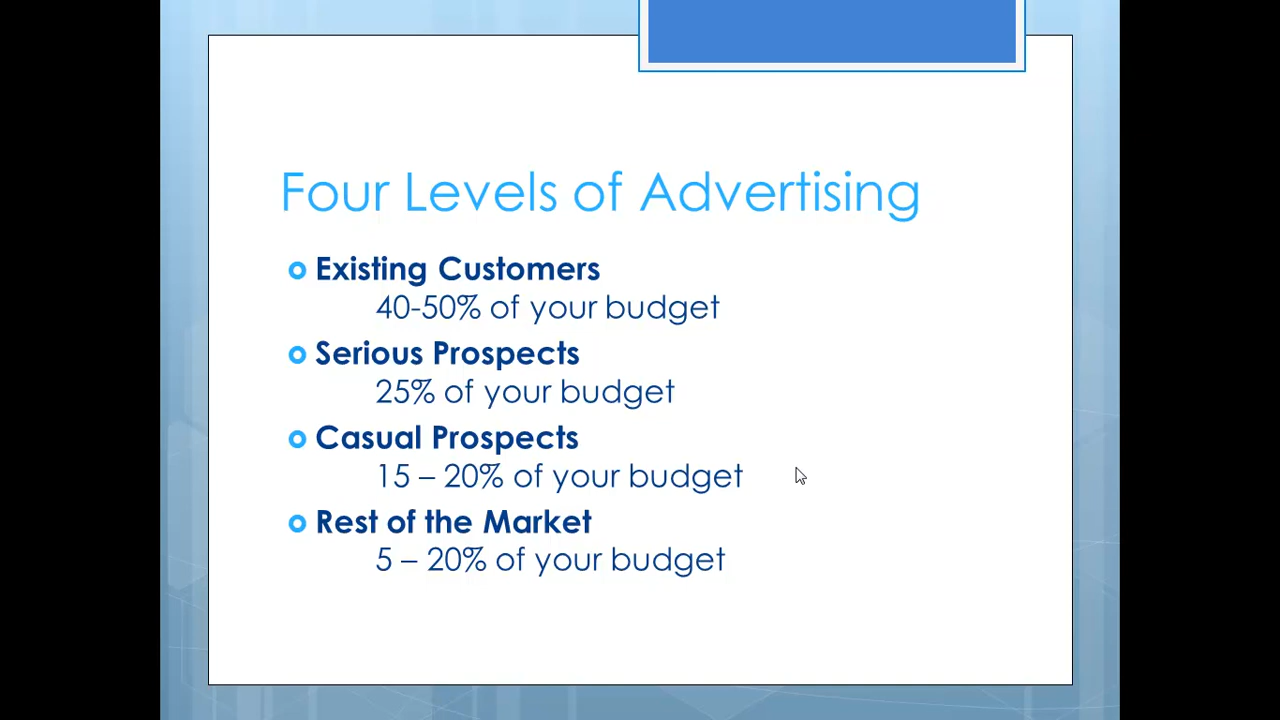 Four Levels of Advertising
Existing Customers
40-50% of your budget
Serious Prospects
25% of your budget
Casual Prospects
15 – 20% of your budget
Rest of the Market
5 – 20% of your budget